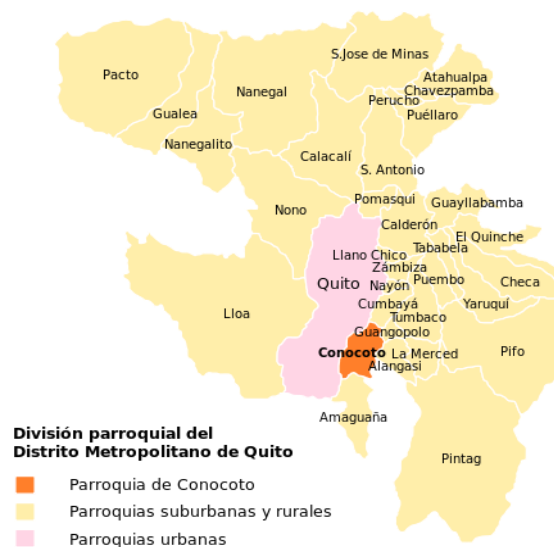 S.Jose de Minas
Pacto
Atahualpa
Nanegal
Chavezpamba
Perucho
Gualea
Puéllaro
Nanegalito
Calacalí
S. Antonio
Pomasqui
Guayllabamba
Nono
Calderón
El Quinche
Tababela
Llano Chico
Zámbiza
Quito
Nayón
Puembo
Checa
Cumbayá
Yaruquí
Lloa
Tumbaco
Guangopolo
Conocoto
La Merced
Pifo
Alangasi
Amaguaña
Pintag
División parroquial del
Distrito Metropolitano de Quito
Parroquia de Conocoto
Parroquias suburbanas y rurales
Parroquias urbanas